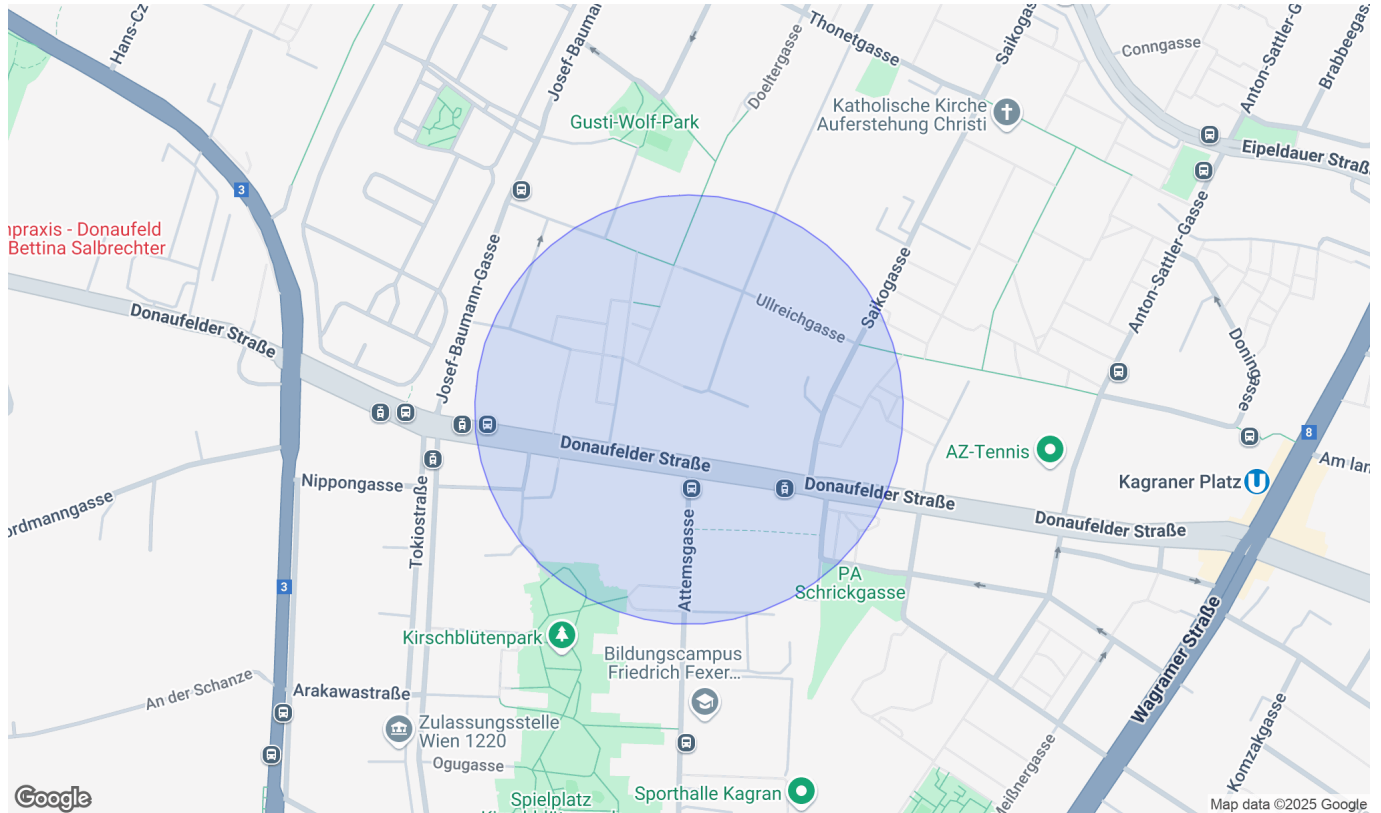 Hans-Cz
Josef-Baumann
Thonetgasse
Doeltergasse
Saikogasse
Conngasse
Anton-Sattler-G
Brabbeegasse
Gusti-Wolf-Park
Katholische Kirche
Auferstehung Christi
Eipeldauer Straß
3
npraxis - Donaufeld
Bettina Salbrechter
Josef-Baumann-Gasse
Ullreichgasse
Saikogasse
Anton-Sattler-Gasse
Doningasse
Donaufelder Straße
Donaufelder Straße
8
AZ-Tennis
Kagraner Platz
U
Am lan
Nippongasse
Donaufelder Straße
Donaufelder Straße
ordmanngasse
Tokiostraße
Attemsgasse
3
PA
Schrickgasse
Kirschblütenpark
Bildungscampus
Friedrich Fexer...
Wagramer Straße
An der Schanze
Arakawastraße
Zulassungsstelle
Wien 1220
Ogugasse
Meißnergasse
Komzakgasse
Spielplatz
Sporthalle Kagran
Google
Map data ©2025 Google